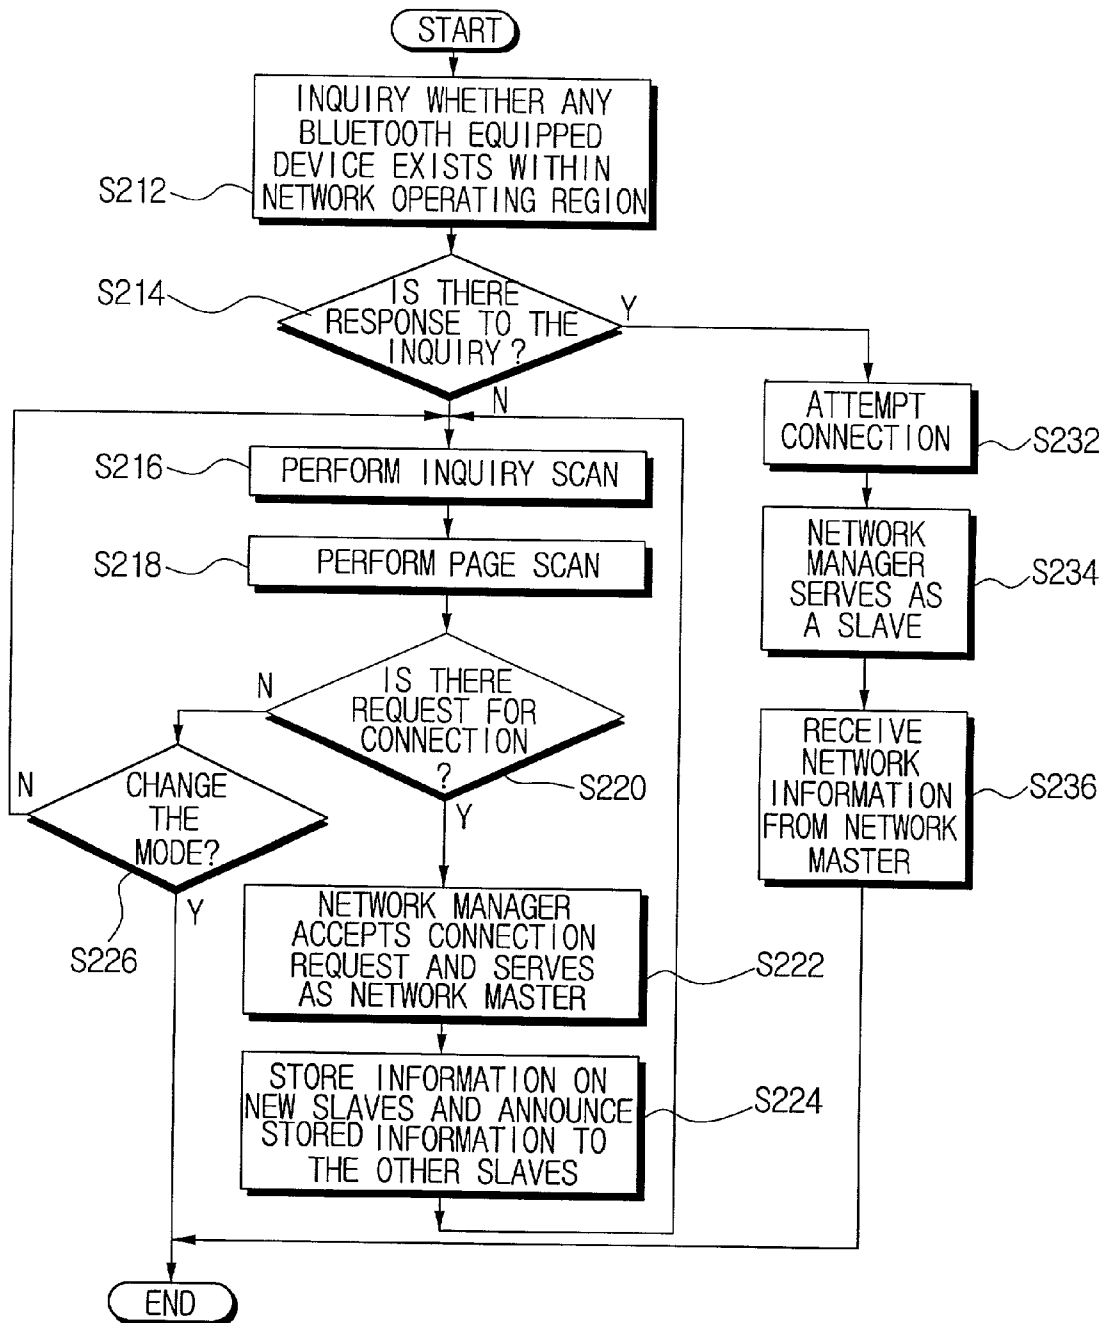 START
INQUIRY WHETHER ANY
BLUETOOTH EQUIPPED
DEVICE EXISTS WITHIN
NETWORK OPERATING REGION
S212
S214
IS THERE
RESPONSE TO THE
INQUIRY?
Y
N
ATTEMPT
CONNECTION
S232
S216
PERFORM INQUIRY SCAN
S218
PERFORM PAGE SCAN
NETWORK
MANAGER
SERVES AS
A SLAVE
S234
N
IS THERE
REQUEST FOR
CONNECTION
?
S220
Y
N
CHANGE
THE
MODE?
Y
S226
RECEIVE
NETWORK
INFORMATION
FROM NETWORK
MASTER
S236
NETWORK MANAGER
ACCEPTS CONNECTION
REQUEST AND SERVES
AS NETWORK MASTER
S222
STORE INFORMATION ON
NEW SLAVES AND ANNOUNCE
STORED INFORMATION TO
THE OTHER SLAVES
S224
END